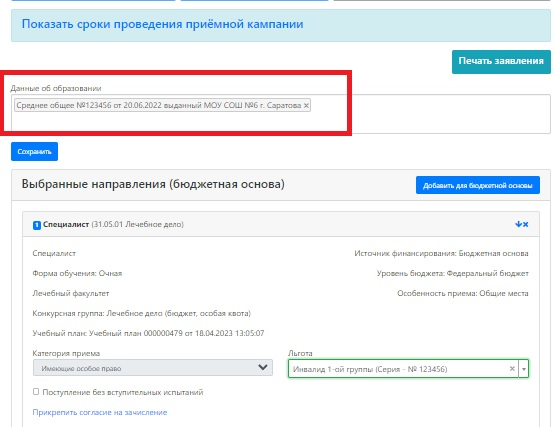 Показать сроки проведения приёмной кампании
Печать заявления
Данные об образовании
Среднее общее №123456 от 20.06.2022 выданный МОУ СОШ №6 г. Саратова ×
Сохранить
Выбранные направления (бюджетная основа)
Добавить для бюджетной основы
1 Специалист (31.05.01 Лечебное дело)
Специалист
Источник финансирования: Бюджетная основа
Форма обучения: Очная
Уровень бюджета: Федеральный бюджет
Лечебный факультет
Особенность приема: Общие места
Конкурсная группа: Лечебное дело (бюджет, особая квота)
Учебный план: Учебный план 000000479 от 18.04.2023 13:05:07
Категория приема
Льгота
Имеющие особое право
Инвалид 1-ой группы (Серия - № 123456) ×
Поступление без вступительных испытаний
Прикрепить согласие на зачисление